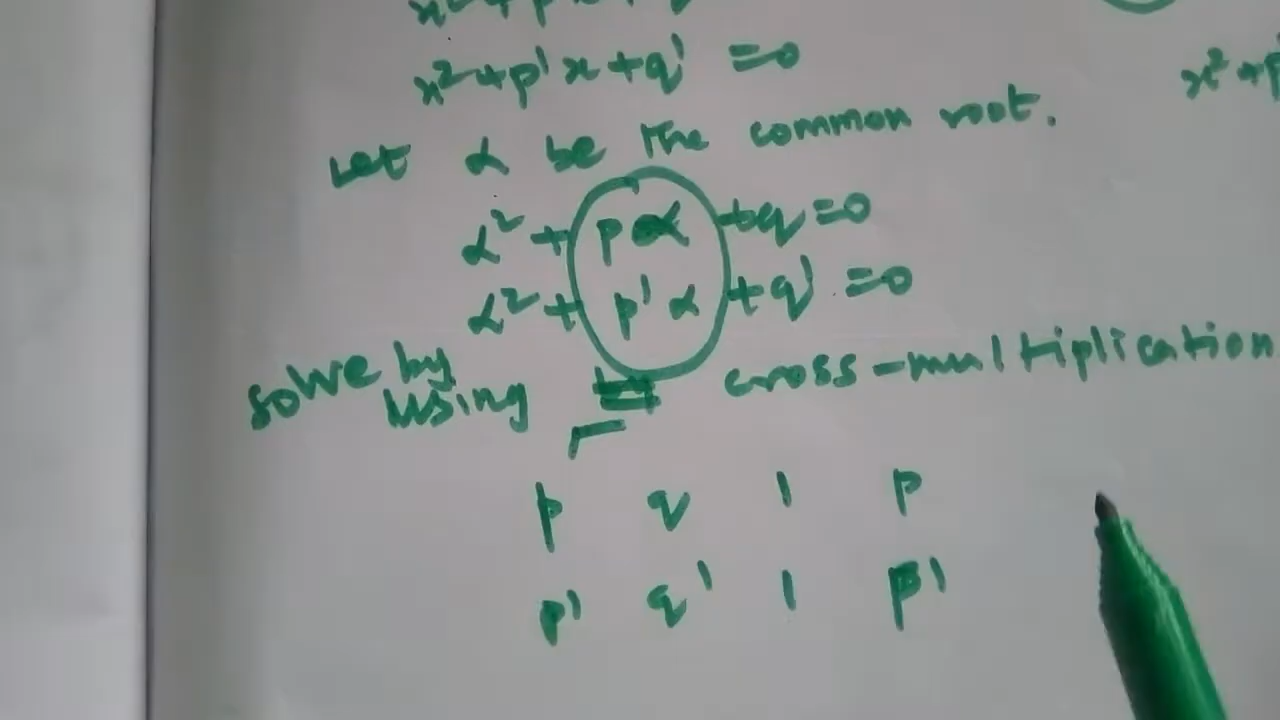 x²+p'x+q'=0
x²+p
Let α be the common root.
α²+pα+q=0
α²+p'α+q'=0
solve by using cross-multiplication
p q 1 p
p' q' 1 p'